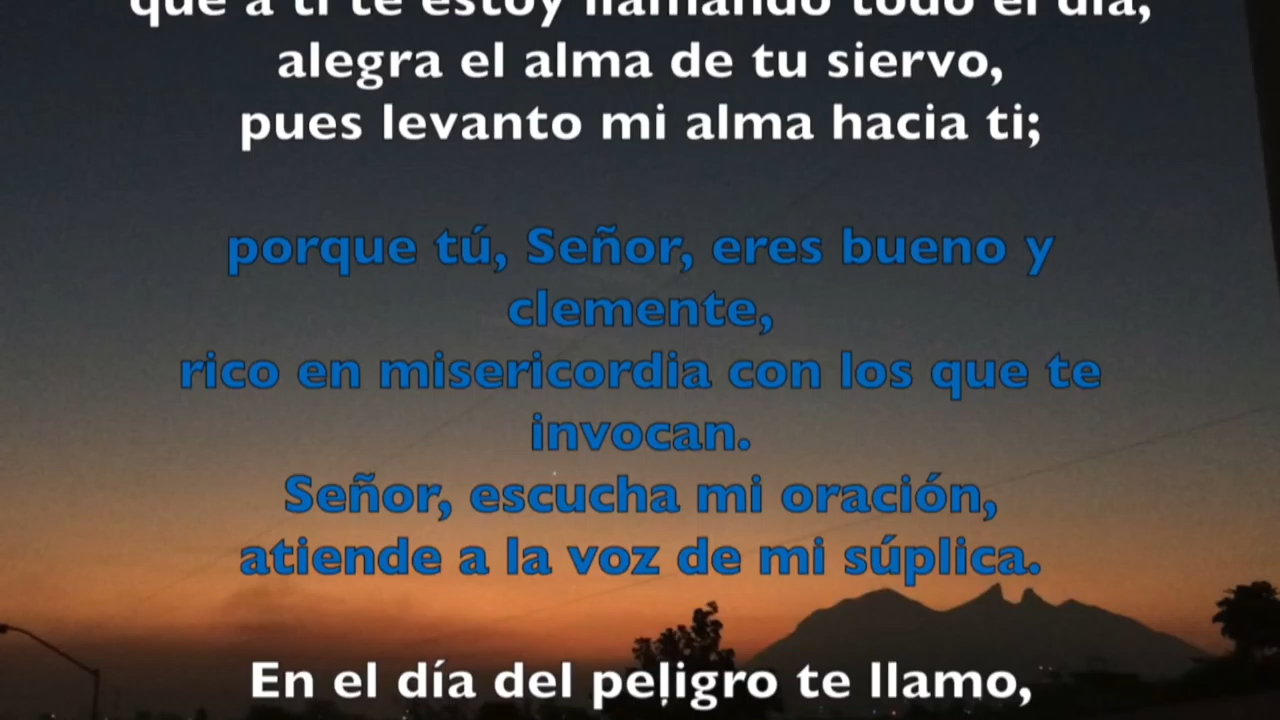 que a ti te estoy llamando todo el día,
alegra el alma de tu siervo,
pues levanto mi alma hacia ti;
porque tú, Señor, eres bueno y
clemente,
rico en misericordia con los que te
invocan.
Señor, escucha mi oración,
atiende a la voz de mi súplica.
En el día del peligro te llamo,